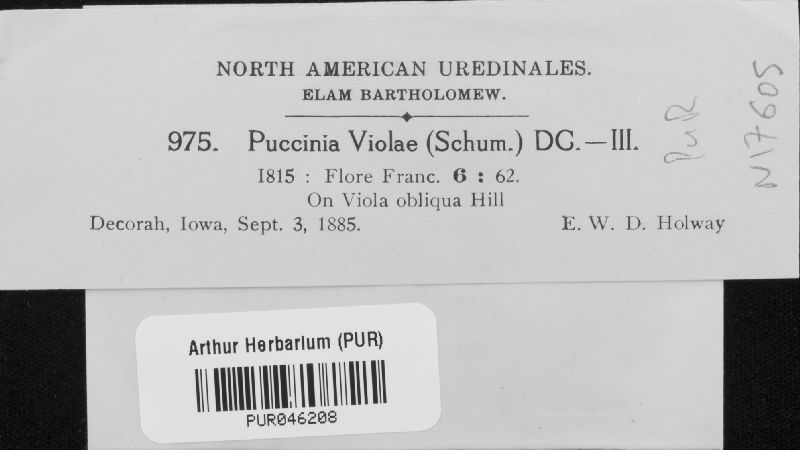 NORTH AMERICAN UREDINALES.
ELAM BARTHOLOMEW.
975. Puccinia Violae (Schum.) DC.—III.
1815 : Flore Franc. 6 : 62.
On Viola obliqua Hill
Decorah, Iowa, Sept. 3, 1885. E. W. D. Holway
PUR
N17605
Arthur Herbarium (PUR)
PUR046208